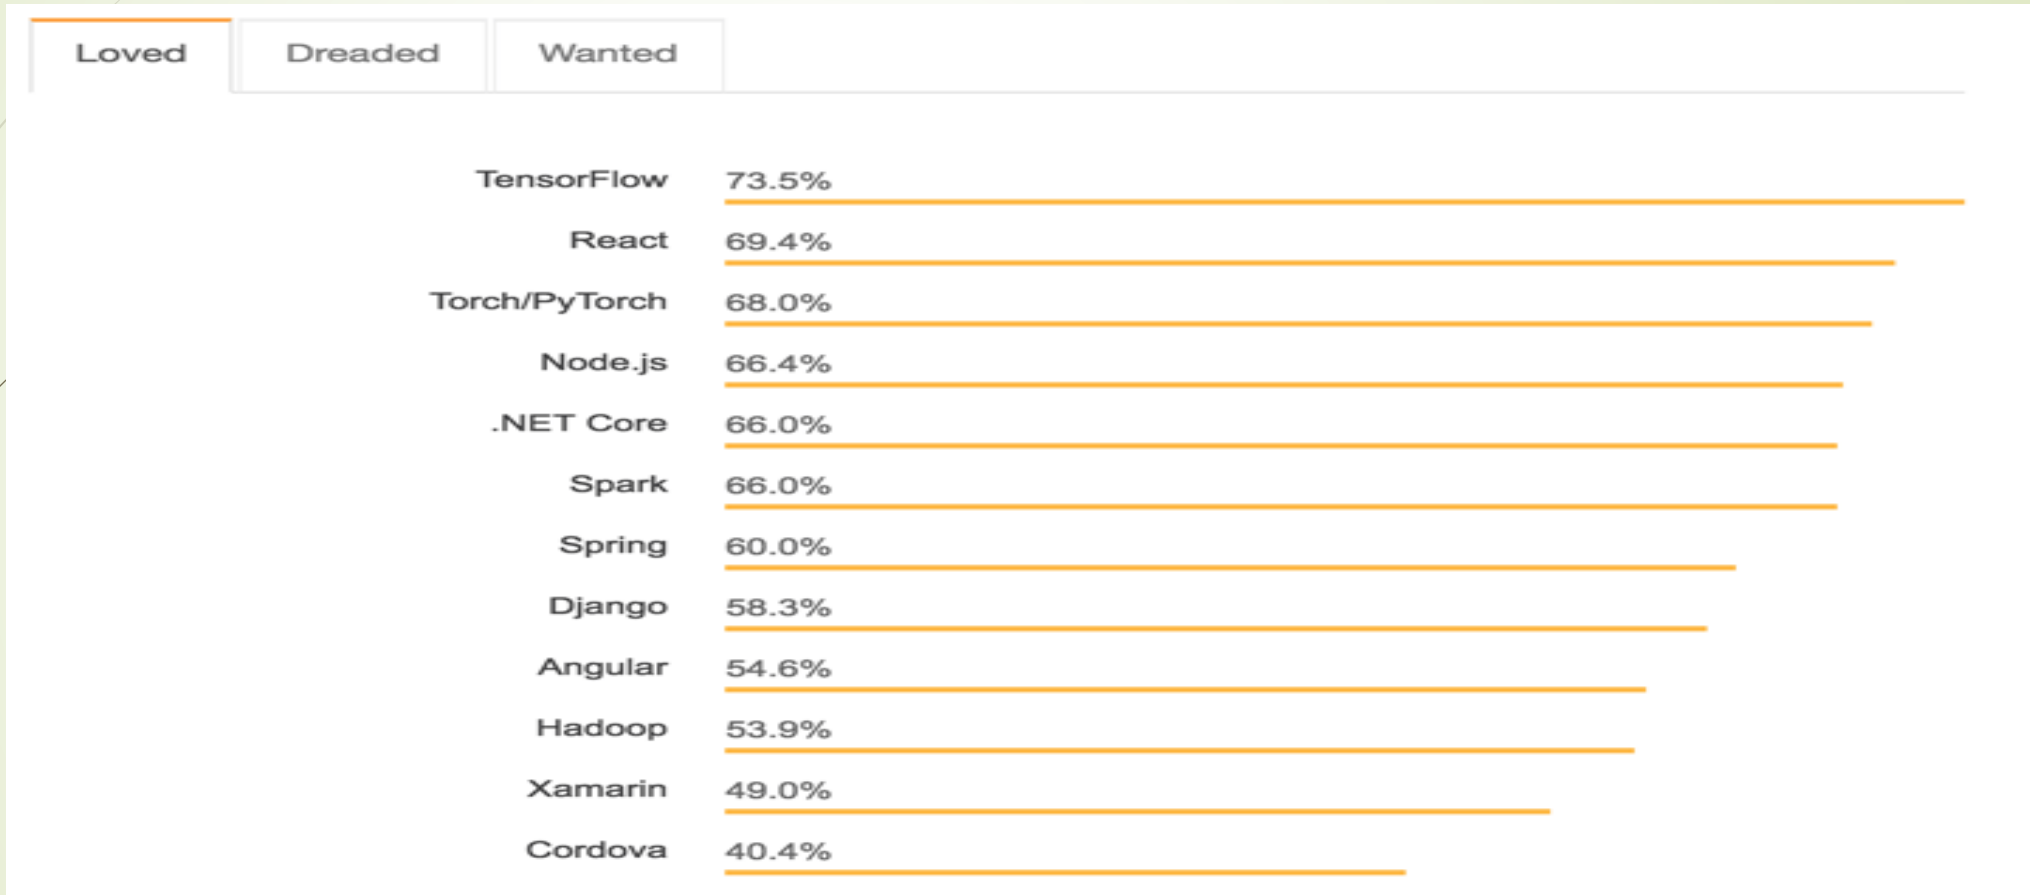 Loved Dreaded Wanted
TensorFlow 73.5%
React 69.4%
Torch/PyTorch 68.0%
Node.js 66.4%
.NET Core 66.0%
Spark 66.0%
Spring 60.0%
Django 58.3%
Angular 54.6%
Hadoop 53.9%
Xamarin 49.0%
Cordova 40.4%